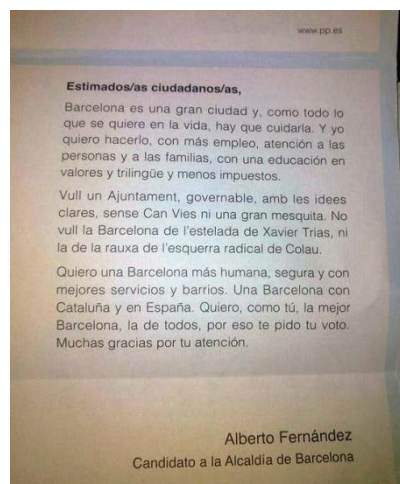 www.pp.es
Estimados/as ciudadanos/as,
Barcelona es una gran ciudad y, como todo lo
que se quiere en la vida, hay que cuidarla. Y yo
quiero hacerlo, con más empleo, atención a las
personas y a las familias, con una educación en
valores y trilingüe y menos impuestos.
Vull un Ajuntament, governable, amb les idees
clares, sense Can Vies ni una gran mesquita. No
vull la Barcelona de l'estelada de Xavier Trias, ni
la de la rauxa de l'esquerra radical de Colau.
Quiero una Barcelona más humana, segura y con
mejores servicios y barrios. Una Barcelona con
Cataluña y en España. Quiero, como tú, la mejor
Barcelona, la de todos, por eso te pido tu voto.
Muchas gracias por tu atención.
Alberto Fernández
Candidato a la Alcaldía de Barcelona